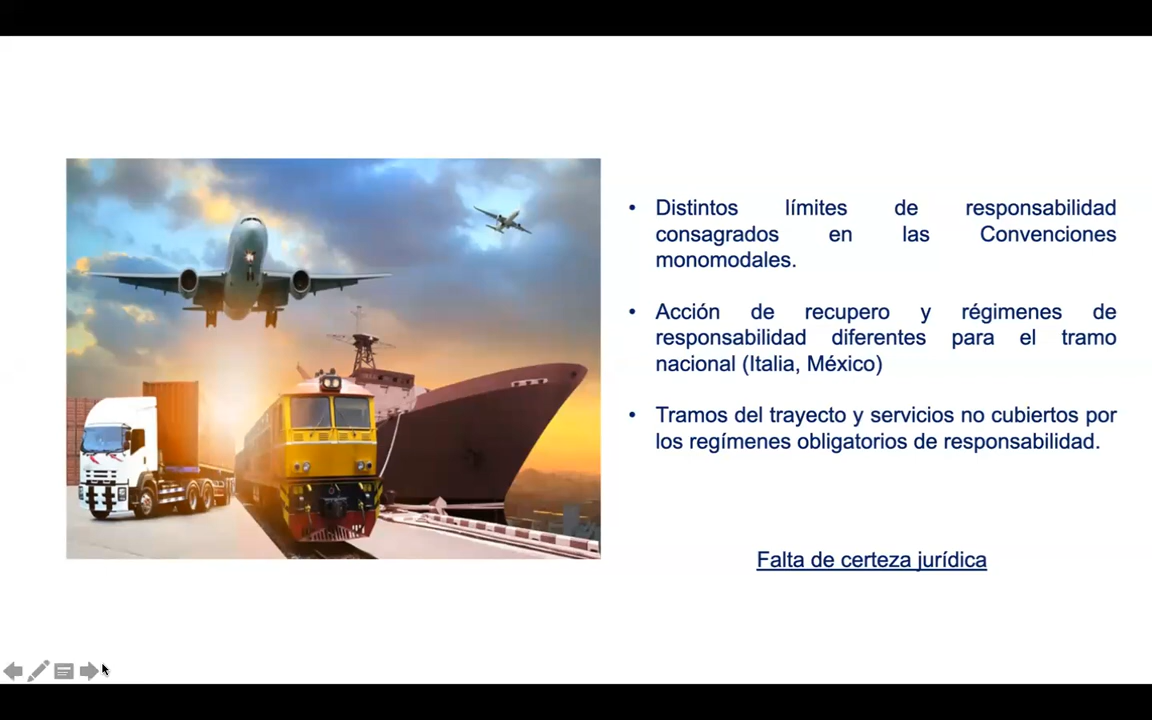 • Distintos límites de responsabilidad
consagrados en las Convenciones
monomodales.
• Acción de recupero y régimenes de
responsabilidad diferentes para el tramo
nacional (Italia, México)
• Tramos del trayecto y servicios no cubiertos por
los regímenes obligatorios de responsabilidad.
Falta de certeza jurídica